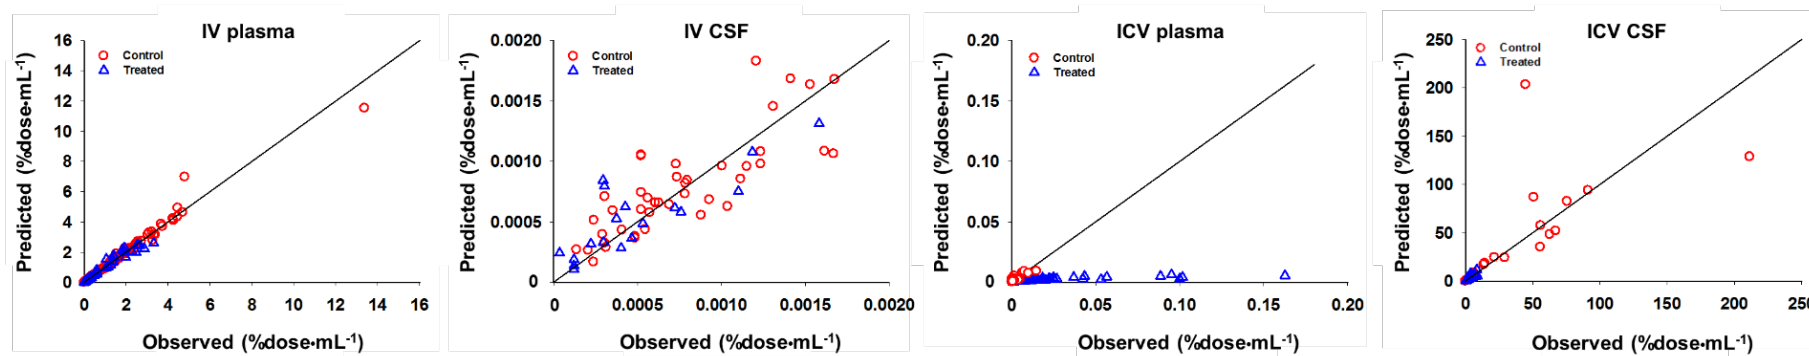 IV plasma
16
14
12
10
8
6
4
2
0
0 2 4 6 8 10 12 14 16
Control
Treated
Predicted (%dose·mL⁻¹)
Observed (%dose·mL⁻¹)
IV CSF
0.0020
0.0015
0.0010
0.0005
0
0 0.0005 0.0010 0.0015 0.0020
Control
Treated
Predicted (%dose·mL⁻¹)
Observed (%dose·mL⁻¹)
ICV plasma
0.20
0.15
0.10
0.05
0
0 0.05 0.10 0.15 0.20
Control
Treated
Predicted (%dose·mL⁻¹)
Observed (%dose·mL⁻¹)
ICV CSF
250
200
150
100
50
0
0 50 100 150 200 250
Control
Treated
Predicted (%dose·mL⁻¹)
Observed (%dose·mL⁻¹)